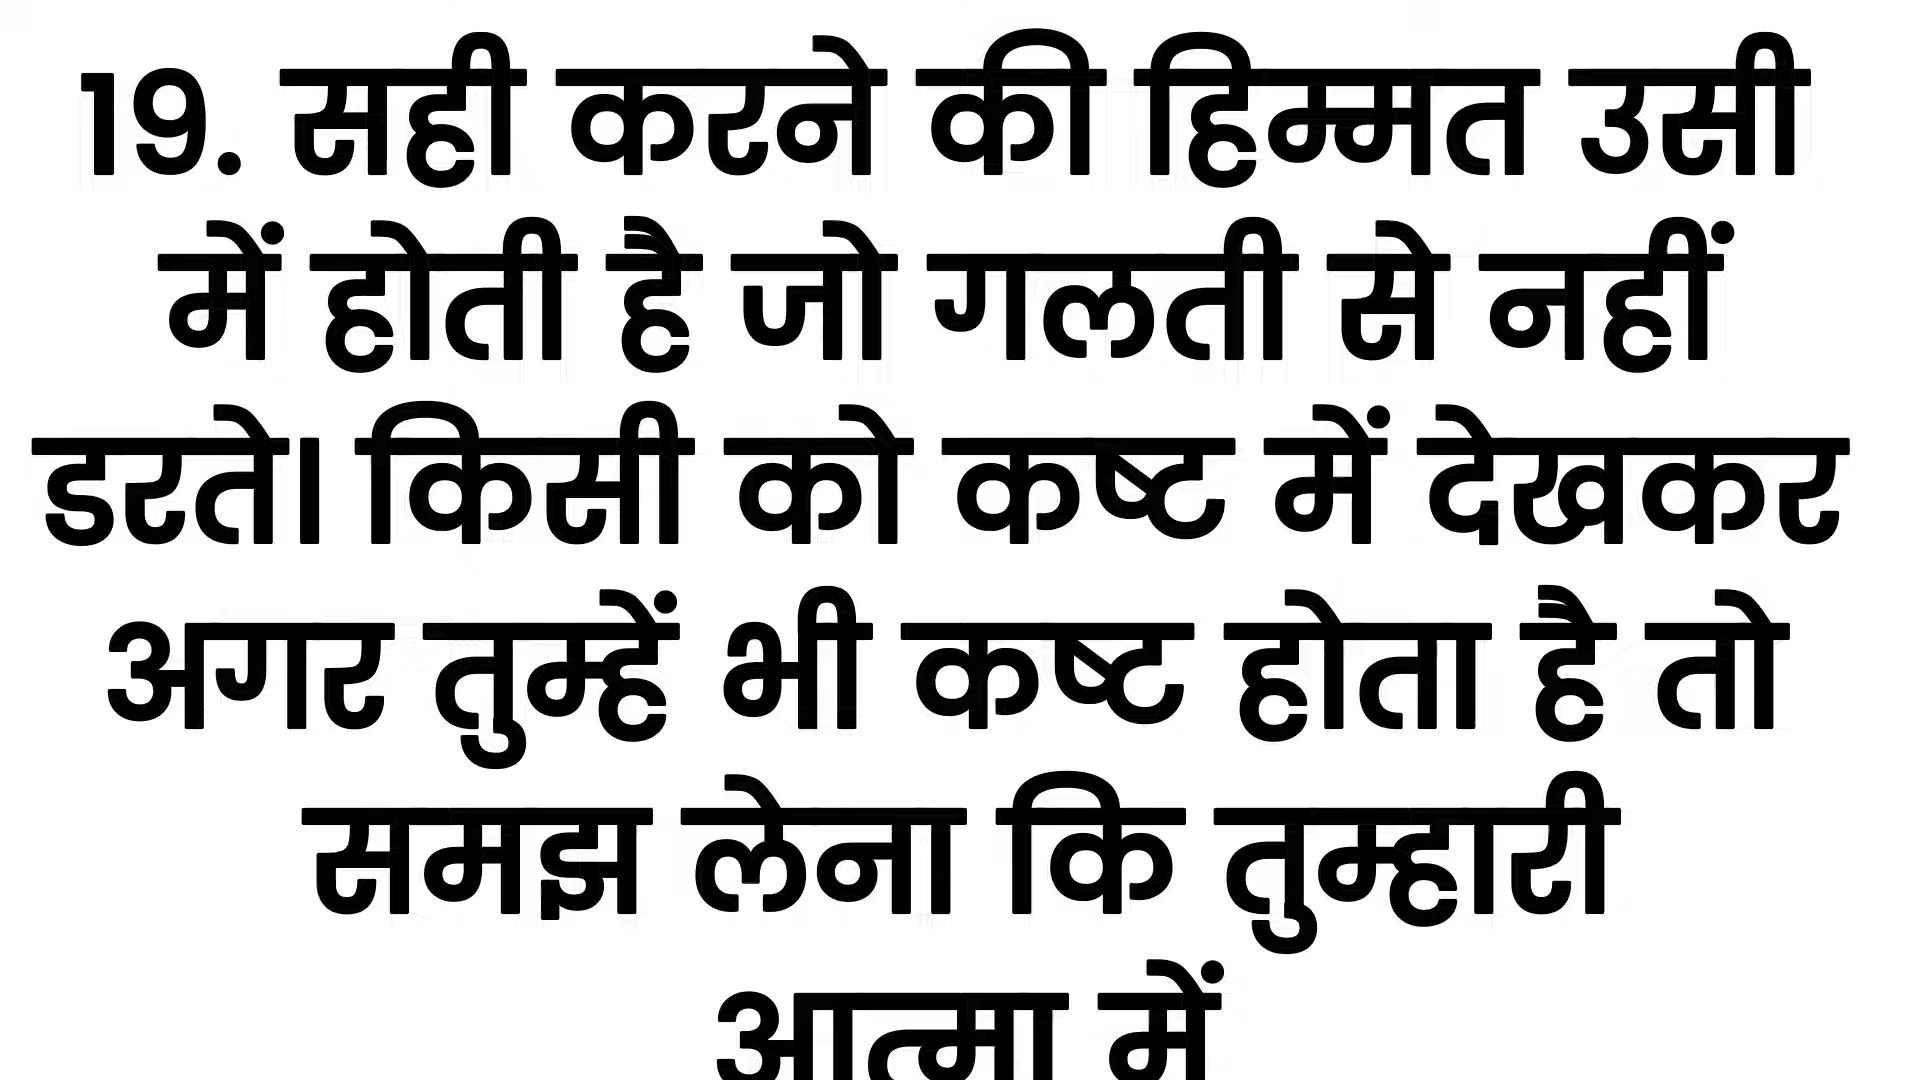 19. सही करने की हिम्मत उसी
में होती है जो गलती से नहीं
डरते। किसी को कष्ट में देखकर
अगर तुम्हें भी कष्ट होता है तो
समझ लेना कि तुम्हारी
आत्मा में